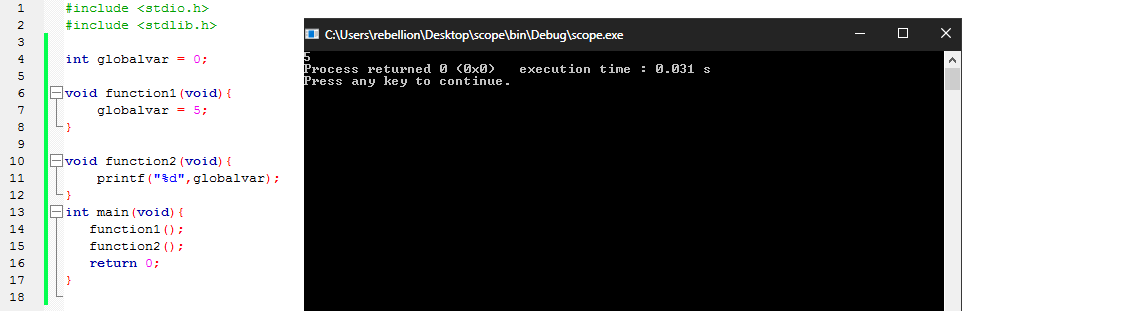 1 #include <stdio.h>
2 #include <stdlib.h>
3
4 int globalvar = 0;
5
6 void function1(void){
7 globalvar = 5;
8 }
9
10 void function2(void){
11 printf("%d",globalvar);
12 }
13 int main(void){
14 function1();
15 function2();
16 return 0;
17 }
18
C:\Users\rebellion\Desktop\scope\bin\Debug\scope.exe
5
Process returned 0 (0x0)   execution time : 0.031 s
Press any key to continue.